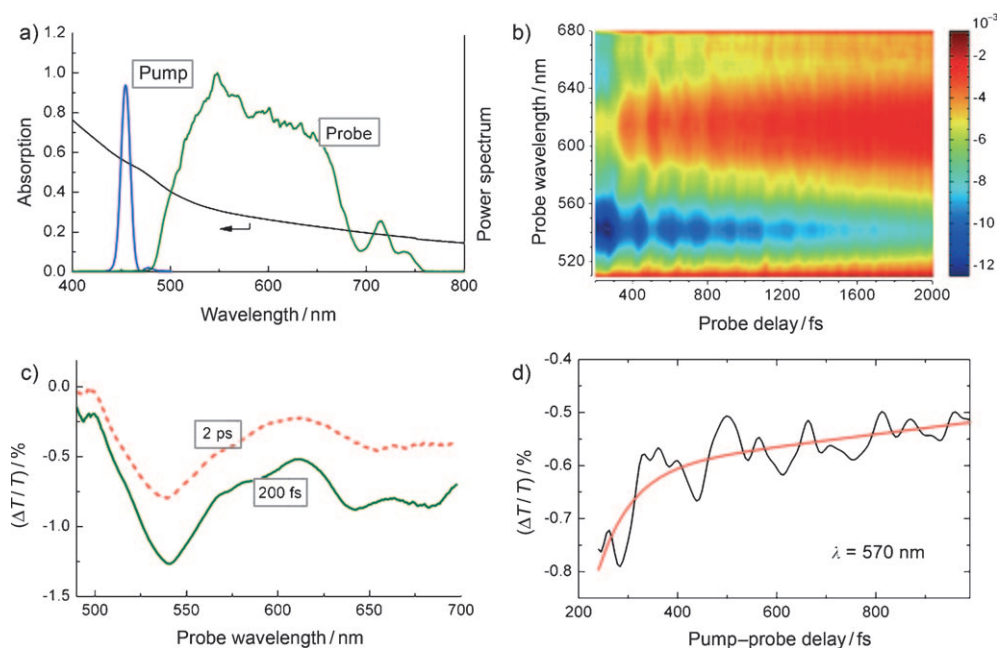 a)
1.2
1.0
0.8
0.6
0.4
0.2
0.0
Absorption
Pump
Probe
Power spectrum
400 500 600 700 800
Wavelength / nm
b)
680
640
600
560
520
Probe wavelength / nm
400 800 1200 1600 2000
Probe delay / fs
10⁻³
-2
-4
-6
-8
-10
-12
c)
0.0
-0.5
-1.0
-1.5
(ΔT / T) / %
2 ps
200 fs
500 550 600 650 700
Probe wavelength / nm
d)
-0.4
-0.5
-0.6
-0.7
-0.8
(ΔT / T) / %
λ = 570 nm
200 400 600 800
Pump–probe delay / fs